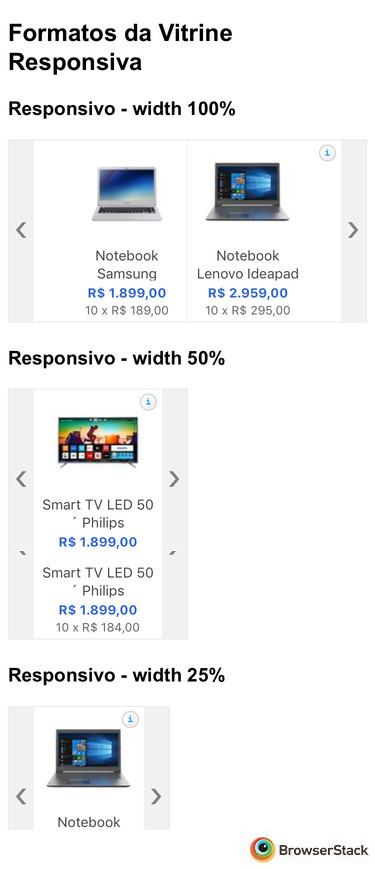 Formatos da Vitrine
Responsiva
Responsivo - width 100%
Notebook
Samsung
R$ 1.899,00
10 x R$ 189,00
Notebook
Lenovo Ideapad
R$ 2.959,00
10 x R$ 295,00
Responsivo - width 50%
Smart TV LED 50
´ Philips
R$ 1.899,00
Smart TV LED 50
´ Philips
R$ 1.899,00
10 x R$ 184,00
Responsivo - width 25%
Notebook
BrowserStack